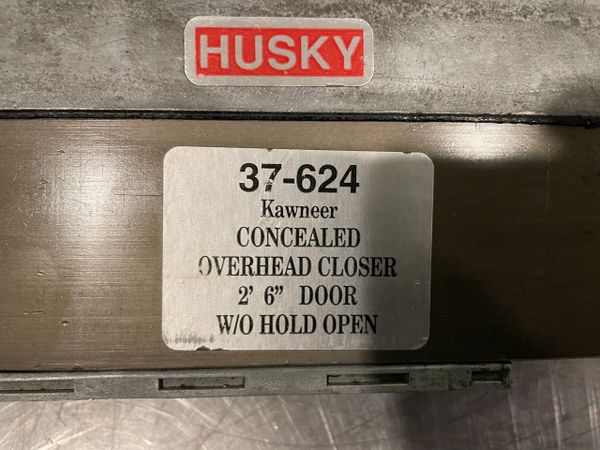 HUSKY
37-624
Kawneer
CONCEALED
OVERHEAD CLOSER
2' 6" DOOR
W/O HOLD OPEN